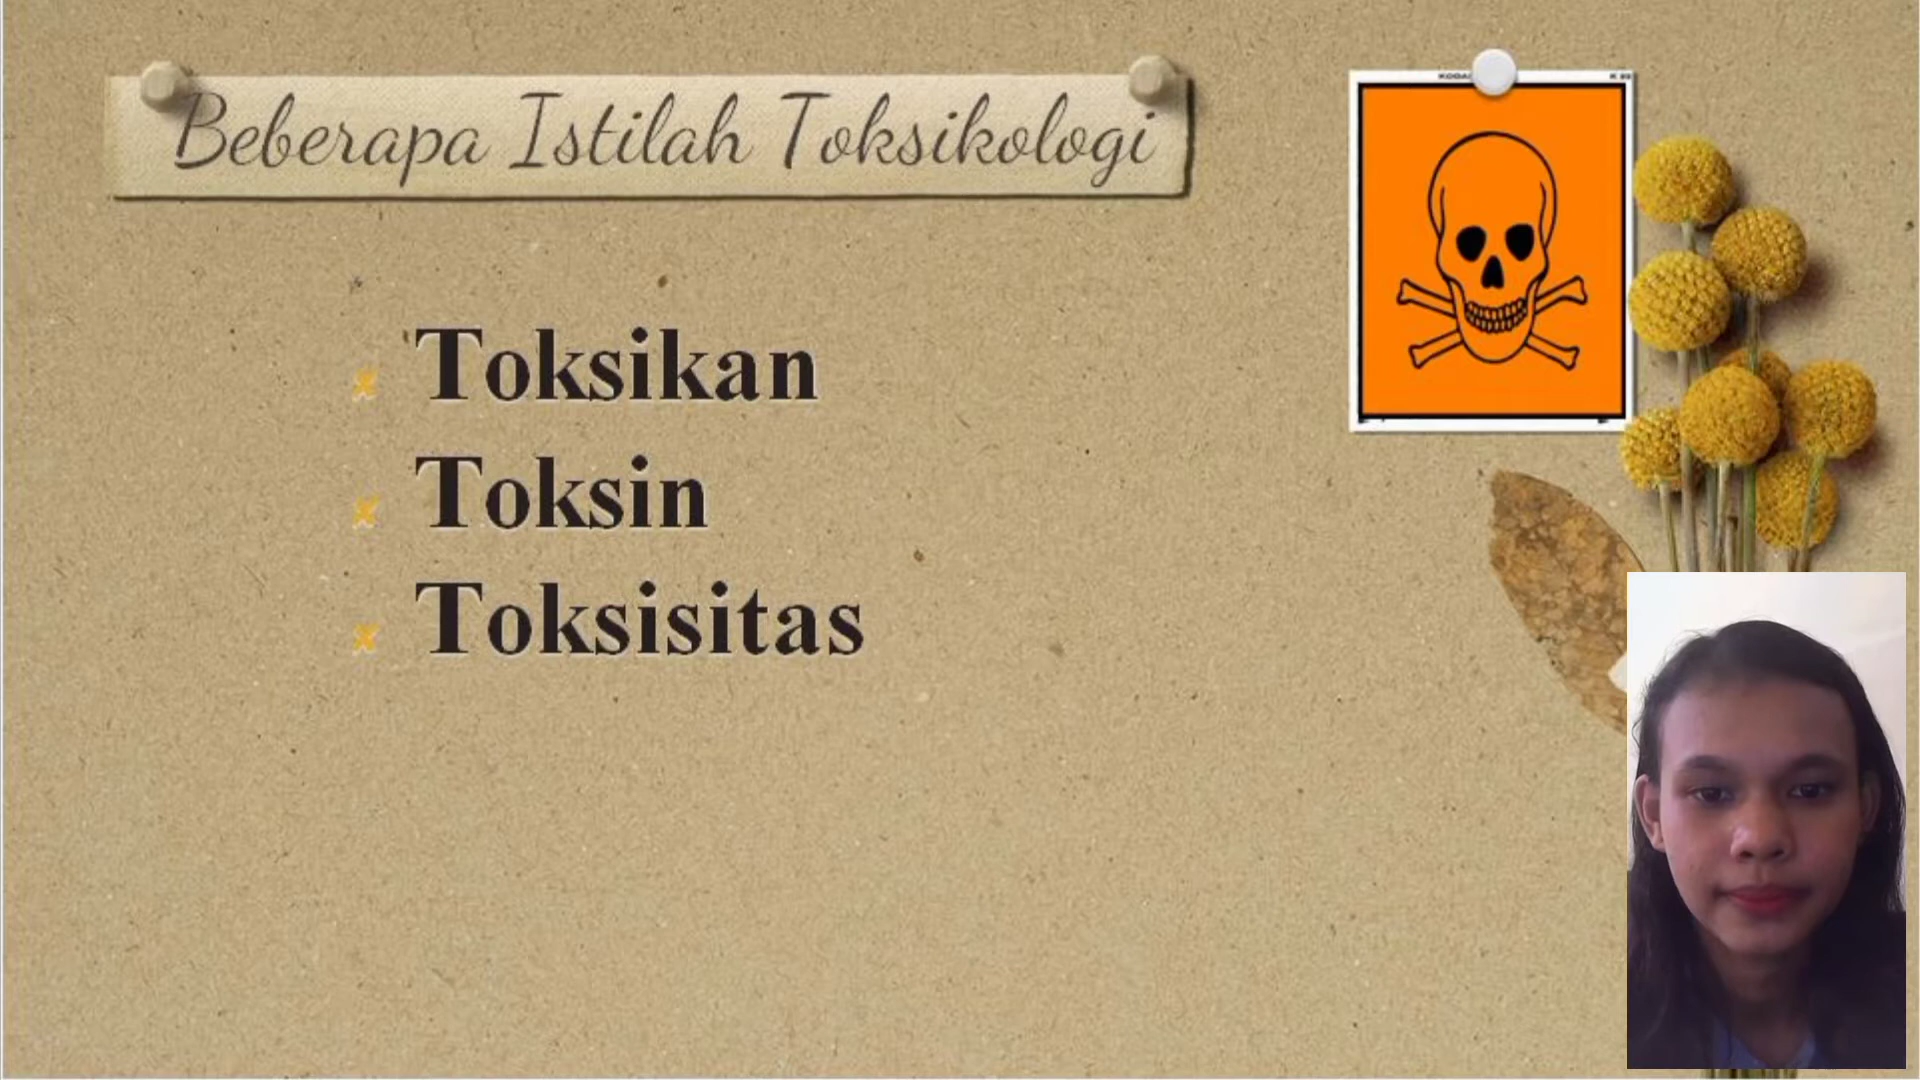 Beberapa Istilah Toksikologi
Toksikan
Toksin
Toksisitas